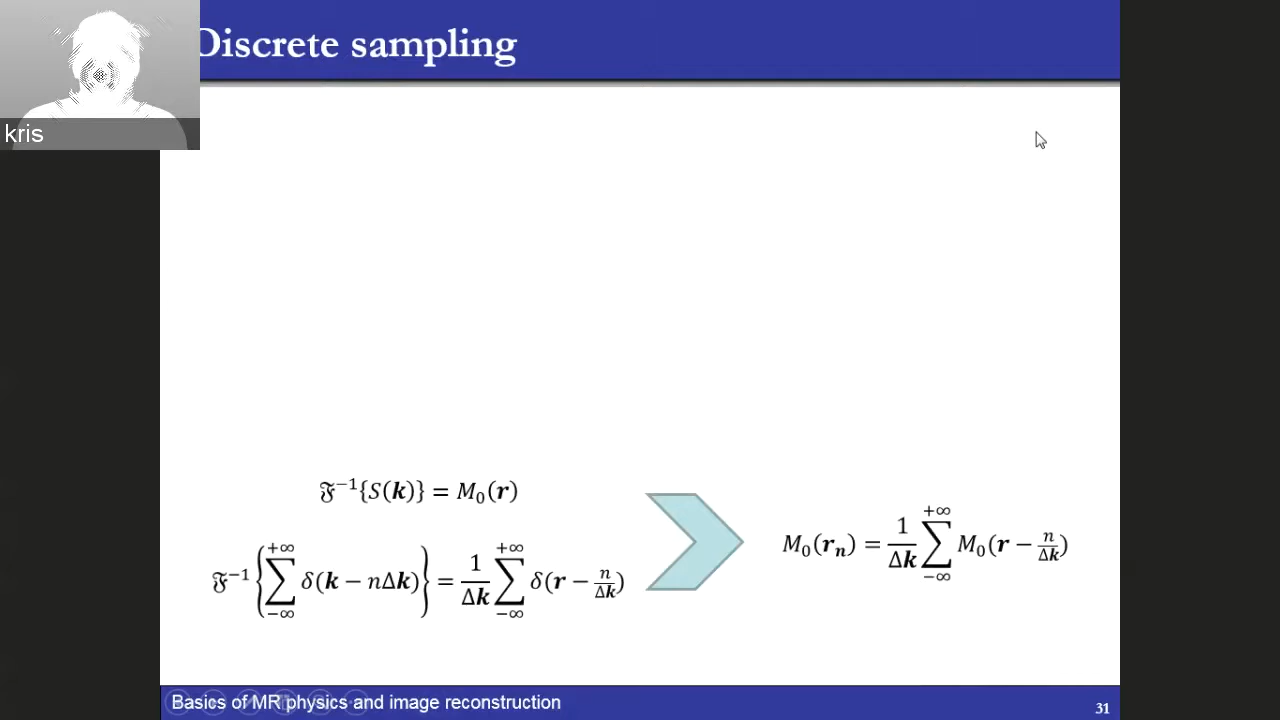 Discrete sampling
kris
𝔉⁻¹{S(𝒌)} = M₀(𝒓)
𝔉⁻¹{∑_{−∞}^{+∞} δ(𝒌 − nΔ𝒌)} = 1/Δ𝒌 ∑_{−∞}^{+∞} δ(𝒓 − n/Δ𝒌)
M₀(𝒓ₙ) = 1/Δ𝒌 ∑_{−∞}^{+∞} M₀(𝒓 − n/Δ𝒌)
Basics of MR physics and image reconstruction
31